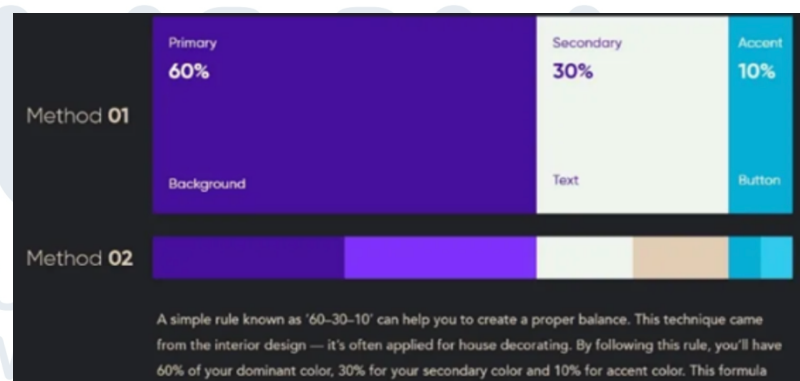 Primary
60%
Background
Secondary
30%
Text
Accent
10%
Button
Method 01
Method 02
A simple rule known as '60–30–10' can help you to create a proper balance. This technique came
from the interior design — it's often applied for house decorating. By following this rule, you'll have
60% of your dominant color, 30% for your secondary color and 10% for accent color. This formula